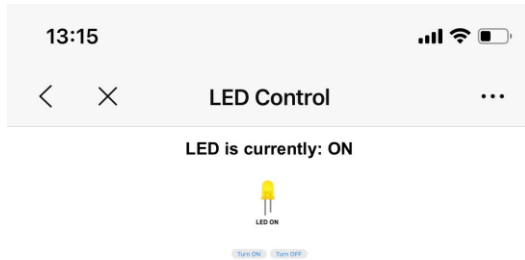 13:15
LED Control
LED is currently: ON
LED ON
Turn ON Turn OFF